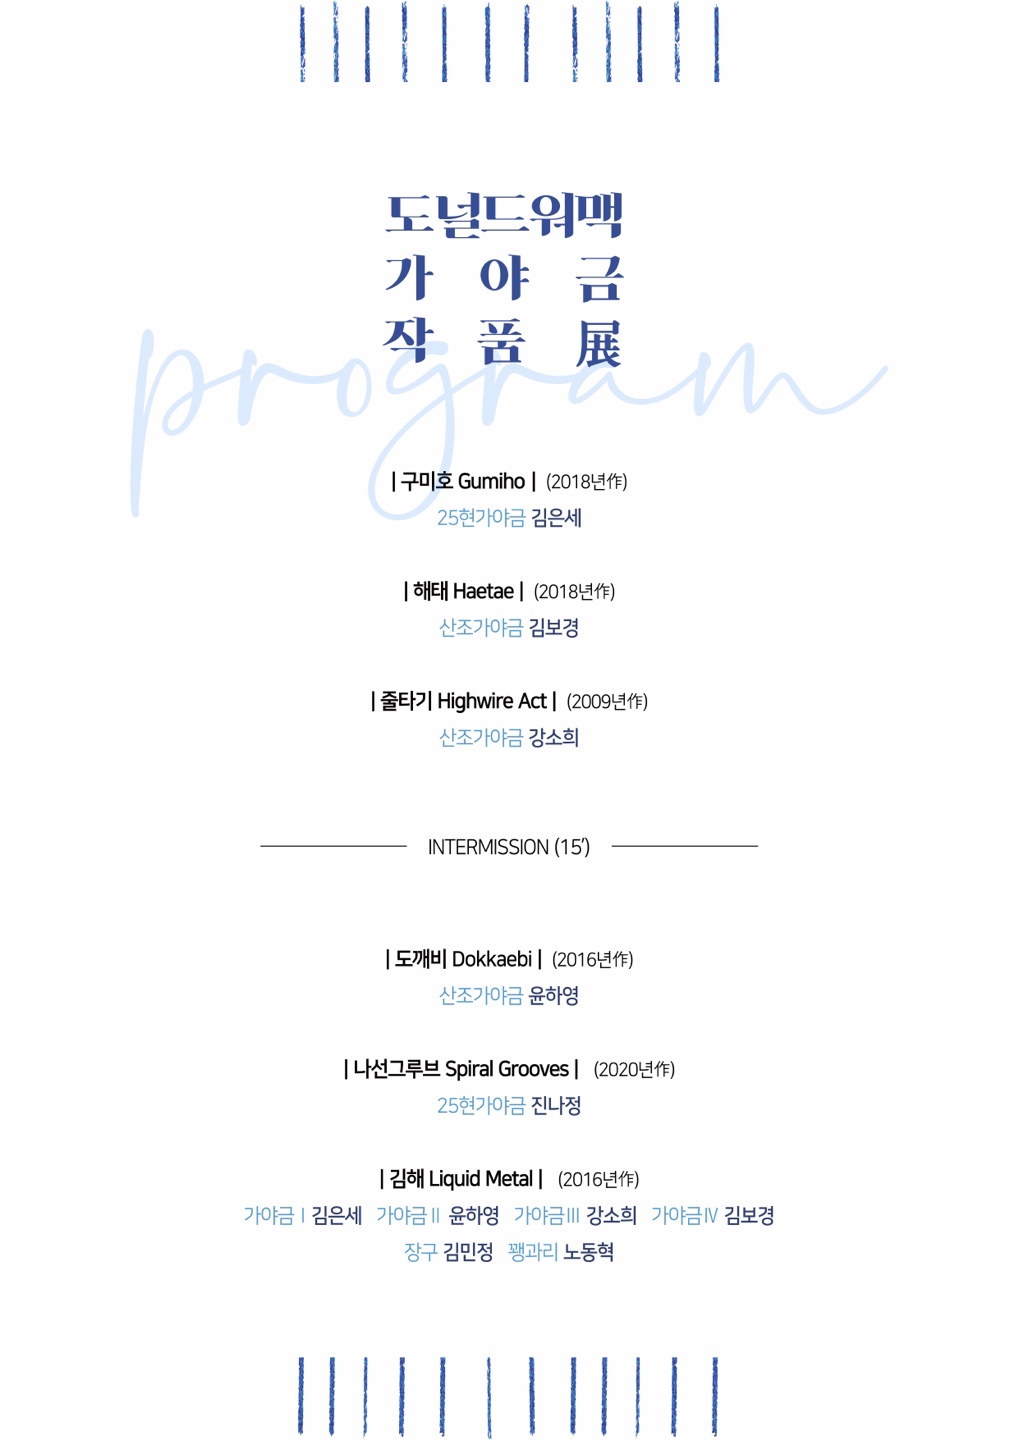 도널드워맥
가 야 금
작 품 展
program
| 구미호 Gumiho | (2018년作)
25현가야금 김은세
| 해태 Haetae | (2018년作)
산조가야금 김보경
| 줄타기 Highwire Act | (2009년作)
산조가야금 강소희
INTERMISSION (15′)
| 도깨비 Dokkaebi | (2016년作)
산조가야금 윤하영
| 나선그루브 Spiral Grooves | (2020년作)
25현가야금 진나정
| 김해 Liquid Metal | (2016년作)
가야금Ⅰ 김은세 가야금Ⅱ 윤하영 가야금Ⅲ 강소희 가야금Ⅳ 김보경
장구 김민정 꽹과리 노동혁